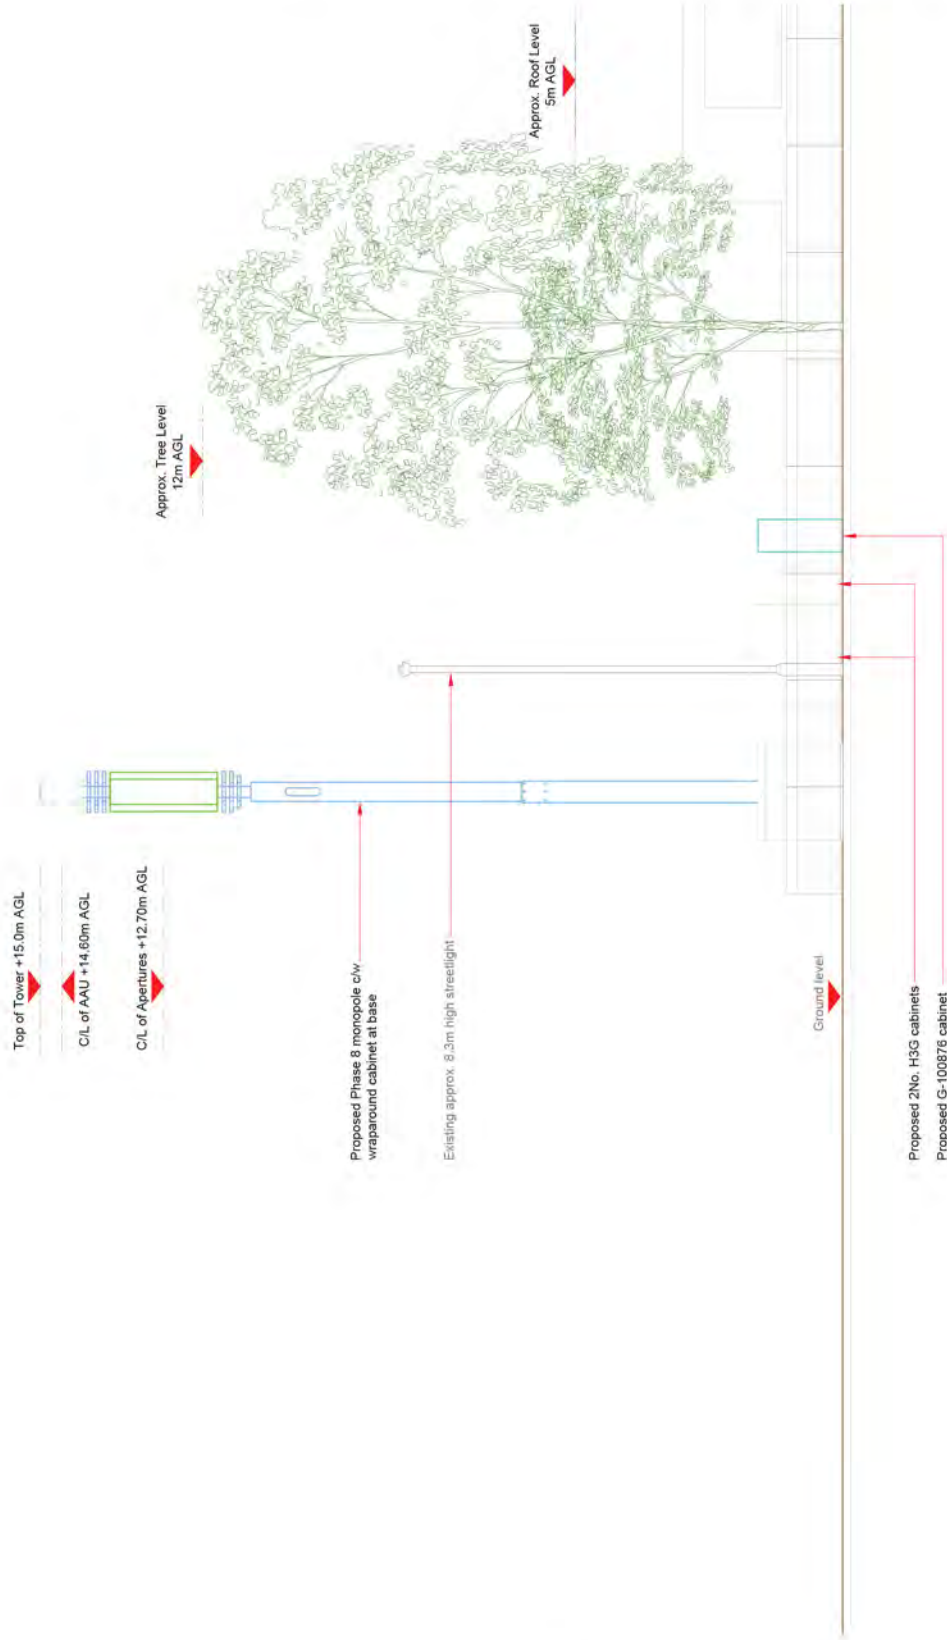 Top of Tower +15.0m AGL
C/L of AAU +14.60m AGL
C/L of Apertures +12.70m AGL
Approx. Tree Level
12m AGL
Approx. Roof Level
5m AGL
Proposed Phase 8 monopole c/w
wraparound cabinet at base
Existing approx. 8.3m high streetlight
Ground level
Proposed 2No. H3G cabinets
Proposed G-100876 cabinet